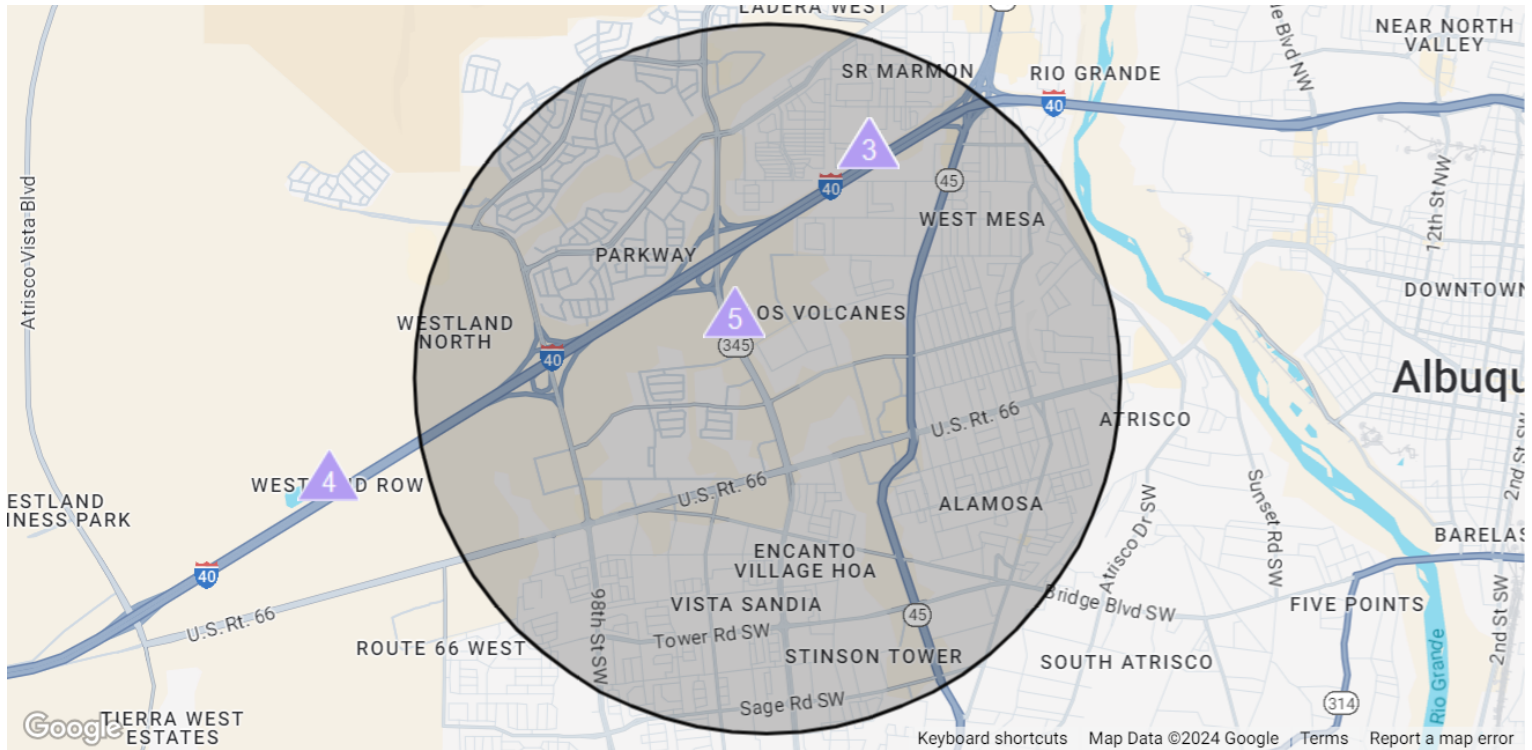 LADERA WEST
NEAR NORTH
VALLEY
SR MARMON
RIO GRANDE
40
3
12th St NW
40
45
Atrisco Vista Blvd
WEST MESA
PARKWAY
DOWNTOWN
5
OS VOLCANES
WESTLAND
NORTH
345
40
Albuqu
U.S. Rt. 66
ATRISCO
4
U.S. Rt. 66
ALAMOSA
ESTLAND
INESS PARK
2nd St SW
Sunset Rd SW
Atrisco Dr SW
BARELAS
ENCANTO
VILLAGE HOA
40
98th St SW
Bridge Blvd SW
VISTA SANDIA
FIVE POINTS
U.S. Rt. 66
45
Tower Rd SW
ROUTE 66 WEST
STINSON TOWER
SOUTH ATRISCO
2nd St SW
Rio Grande
Sage Rd SW
314
TIERRA WEST
ESTATES
Google
Keyboard shortcuts
Map Data ©2024 Google
Terms
Report a map error